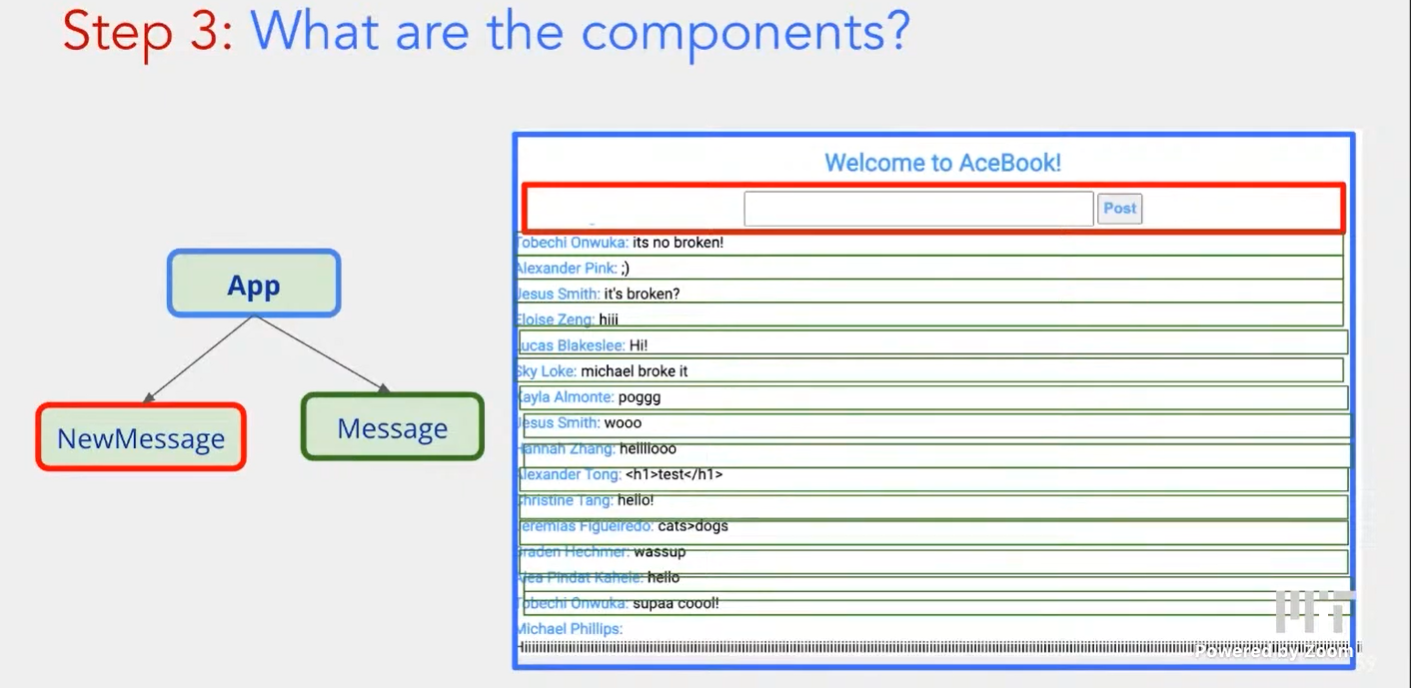 Step 3: What are the components?
App
NewMessage
Message
Welcome to AceBook!
Post
Tobechi Onwuka: its no broken!
Alexander Pink: ;)
Jesus Smith: it's broken?
Eloise Zeng: hiii
Lucas Blakeslee: Hi!
Sky Loke: michael broke it
Kayla Almonte: poggg
Jesus Smith: wooo
Hannah Zhang: hellllooo
Alexander Tong: <h1>test</h1>
Christine Tang: hello!
Jeremias Figueiredo: cats>dogs
Braden Hechmer: wassup
Alea Pindat Kahele: hello
Tobechi Onwuka: supaa coool!
Michael Phillips:
MIT
Powered by Zoom